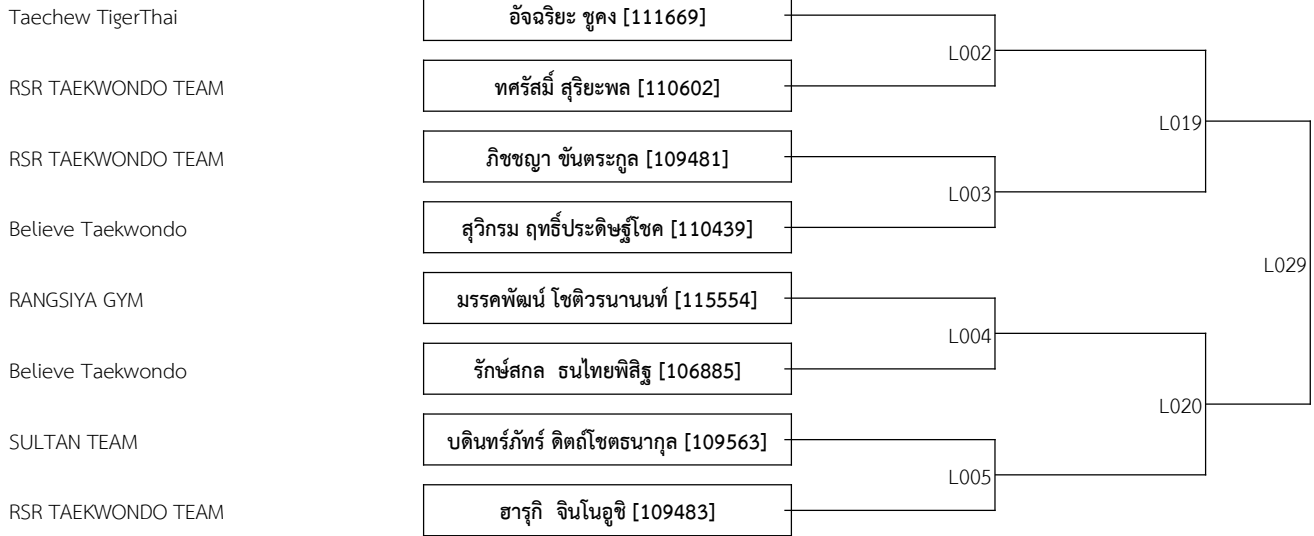 Taechew TigerThai
อัจฉริยะ ชูคง [111669]
L002
RSR TAEKWONDO TEAM
ทศรัสมิ์ สุริยะพล [110602]
L019
RSR TAEKWONDO TEAM
ภิชชญา ขันตระกูล [109481]
L003
Believe Taekwondo
สุวิกรม ฤทธิ์ประดิษฐ์โชค [110439]
L029
RANGSIYA GYM
มรรคพัฒน์ โชติวรนานนท์ [115554]
L004
Believe Taekwondo
รักษ์สกล  ธนไทยพิสิฐ [106885]
L020
SULTAN TEAM
บดินทร์ภัทร์ ดิตถ์โชตธนากุล [109563]
L005
RSR TAEKWONDO TEAM
ฮารุกิ  จินโนอูชิ [109483]